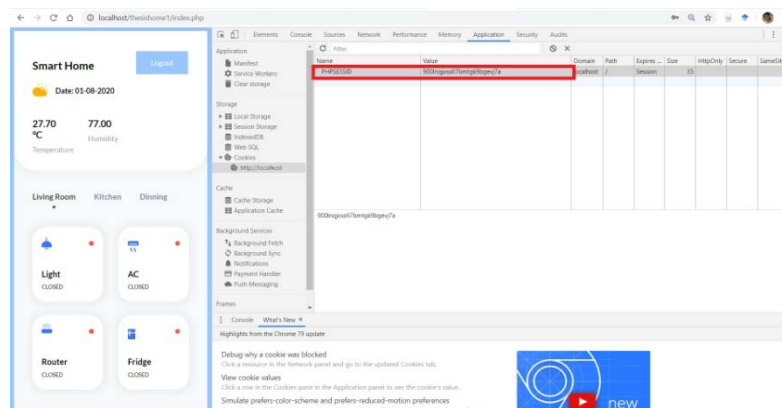 localhost/thesishome1/index.php
Elements Console Sources Network Performance Memory Application Security Audits
Smart Home
Logout
Date: 01-08-2020
27.70
°C
Temperature
77.00
Humidity
Living Room Kitchen Dinning
Light
CLOSED
AC
CLOSED
Router
CLOSED
Fridge
CLOSED
Application
Manifest
Service Workers
Clear storage
Storage
Local Storage
Session Storage
IndexedDB
Web SQL
Cookies
http://localhost
Cache
Cache Storage
Application Cache
Background Services
Background Fetch
Background Sync
Notifications
Payment Handler
Push Messaging
Frames
Filter
Name Value Domain Path Expires ... Size HttpOnly Secure SameSit
PHPSESSID localhost / Session 35
Console What's New ×
Highlights from the Chrome 79 update
Debug why a cookie was blocked
Click a resource in the Network panel and go to the updated Cookies tab.
View cookie values
Click a row in the Cookies pane in the Application panel to see the cookie's value.
Simulate prefers-color-scheme and prefers-reduced-motion preferences
new